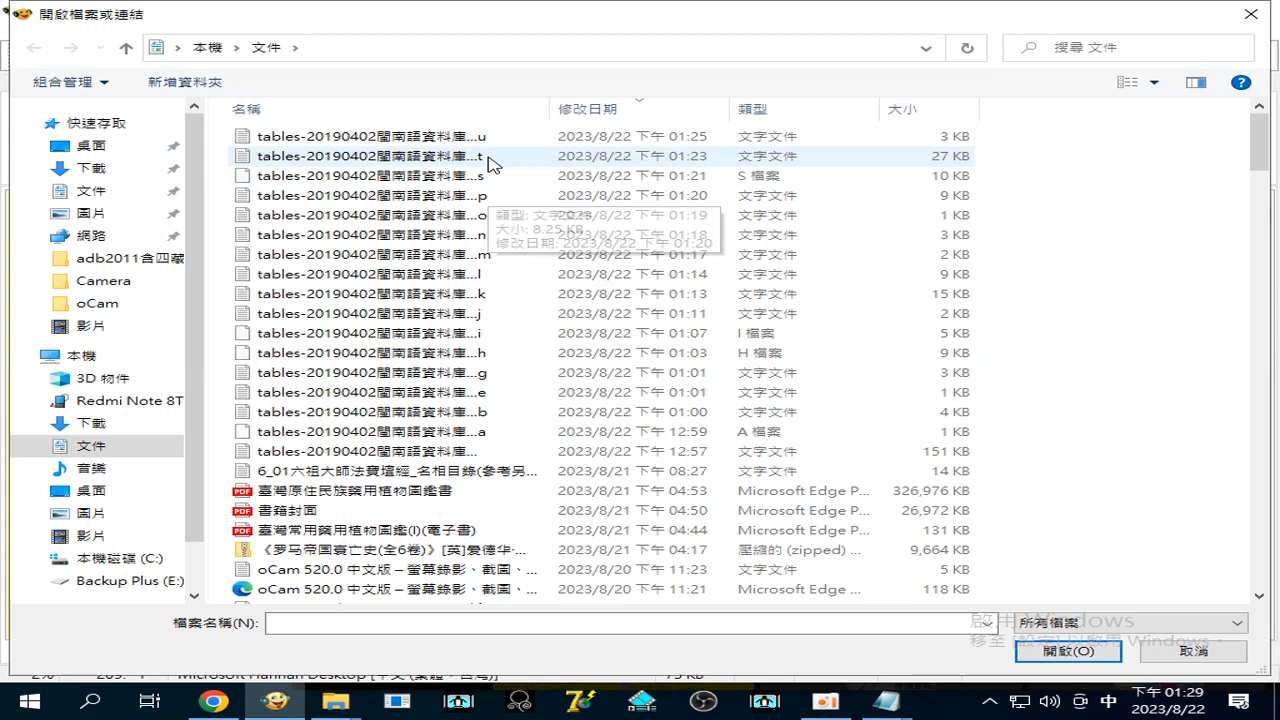 開啟檔案或連結
本機 文件
搜尋 文件
組合管理 新增資料夾
名稱 修改日期 類型 大小
快速存取
桌面
下載
文件
圖片
網路
adb2011含四藏
Camera
oCam
影片
本機
3D 物件
Redmi Note 8T
下載
文件
音樂
桌面
圖片
影片
本機磁碟 (C:)
Backup Plus (E:)
tables-20190402閩南語資料庫...u 2023/8/22 下午 01:25 文字文件 3 KB
tables-20190402閩南語資料庫...t 2023/8/22 下午 01:23 文字文件 27 KB
tables-20190402閩南語資料庫...s 2023/8/22 下午 01:21 S 檔案 10 KB
tables-20190402閩南語資料庫...p 2023/8/22 下午 01:20 文字文件 9 KB
tables-20190402閩南語資料庫...o 2023/8/22 下午 01:19 文字文件 1 KB
tables-20190402閩南語資料庫...n 2023/8/22 下午 01:18 文字文件 2 KB
tables-20190402閩南語資料庫...m 2023/8/22 下午 01:17 文字文件 2 KB
tables-20190402閩南語資料庫...l 2023/8/22 下午 01:14 文字文件 9 KB
tables-20190402閩南語資料庫...k 2023/8/22 下午 01:13 文字文件 15 KB
tables-20190402閩南語資料庫...j 2023/8/22 下午 01:11 文字文件 2 KB
tables-20190402閩南語資料庫...i 2023/8/22 下午 01:07 I 檔案 5 KB
tables-20190402閩南語資料庫...h 2023/8/22 下午 01:03 H 檔案 9 KB
tables-20190402閩南語資料庫...g 2023/8/22 下午 01:01 文字文件 3 KB
tables-20190402閩南語資料庫...e 2023/8/22 下午 01:01 文字文件 1 KB
tables-20190402閩南語資料庫...b 2023/8/22 下午 01:00 文字文件 4 KB
tables-20190402閩南語資料庫...a 2023/8/22 下午 12:59 A 檔案 1 KB
tables-20190402閩南語資料庫... 2023/8/22 下午 12:57 文字文件 151 KB
6_01六祖大師法寶壇經_名相目錄(參考另... 2023/8/21 下午 08:27 文字文件 14 KB
臺灣原住民族藥用植物圖鑑書 2023/8/21 下午 04:53 Microsoft Edge P... 326,976 KB
書籍封面 2023/8/21 下午 04:50 Microsoft Edge P... 26,972 KB
臺灣常用藥用植物圖鑑(I)(電子書) 2023/8/21 下午 04:44 Microsoft Edge P... 131 KB
《罗马帝国衰亡史(全6卷)》[英]爱德华·... 2023/8/21 下午 04:17 壓縮的 (zipped) ... 9,664 KB
oCam 520.0 中文版 – 螢幕錄影、截圖、... 2023/8/20 下午 11:23 文字文件 5 KB
oCam 520.0 中文版 – 螢幕錄影、截圖、... 2023/8/20 下午 11:21 Microsoft Edge ... 118 KB
類型: 文字文件
大小: 8.25 KB
修改日期: 2023/8/22 下午 01:20
檔案名稱(N): 所有檔案
啟用 Windows
移至 [設定] 以啟用 Windows。
開啟(O) 取消
中 下午 01:29
2023/8/22